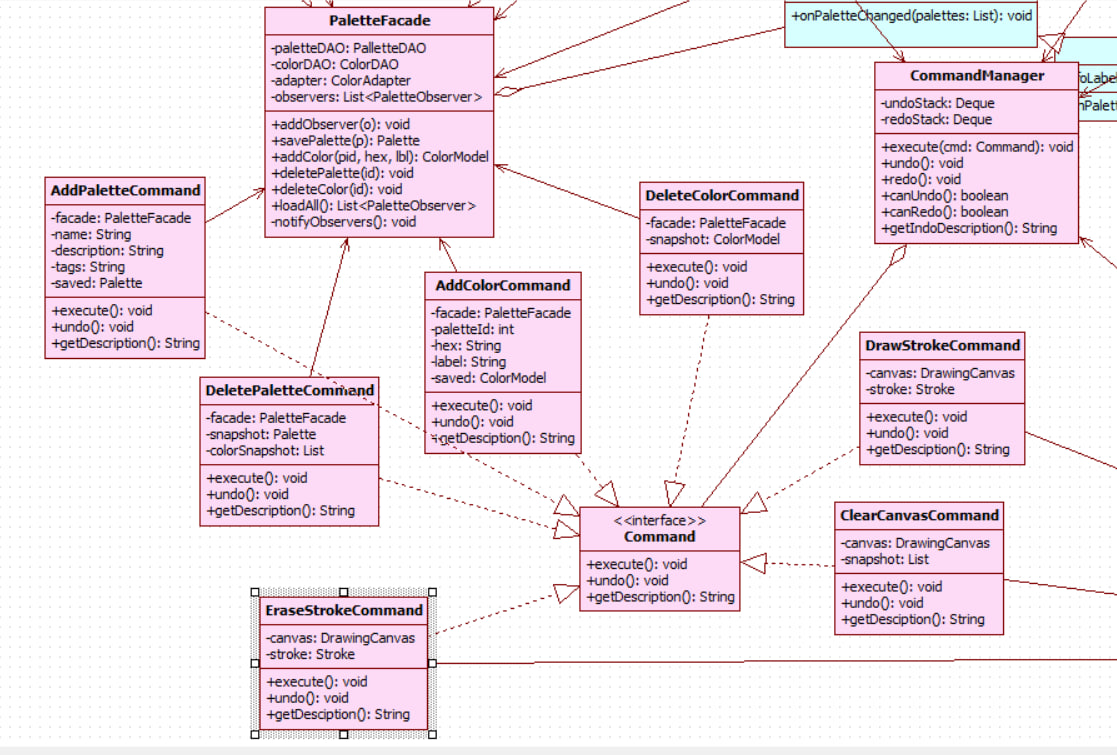 PaletteFacade
-paletteDAO: PalletteDAO
-colorDAO: ColorDAO
-adapter: ColorAdapter
-observers: List<PaletteObserver>
+addObserver(o): void
+savePalette(p): Palette
+addColor(pid, hex, lbl): ColorModel
+deletePalette(id): void
+deleteColor(id): void
+loadAll(): List<PaletteObserver>
-notifyObservers(): void
+onPaletteChanged(palettes: List): void
CommandManager
-undoStack: Deque
-redoStack: Deque
+execute(cmd: Command): void
+undo(): void
+redo(): void
+canUndo(): boolean
+canRedo(): boolean
+getIndoDescription(): String
foLabe
nPalett
AddPaletteCommand
-facade: PaletteFacade
-name: String
-description: String
-tags: String
-saved: Palette
+execute(): void
+undo(): void
+getDescription(): String
DeleteColorCommand
-facade: PaletteFacade
-snapshot: ColorModel
+execute(): void
+undo(): void
+getDescription(): String
AddColorCommand
-facade: PaletteFacade
-paletteId: int
-hex: String
-label: String
-saved: ColorModel
+execute(): void
+undo(): void
+getDesciption(): String
DrawStrokeCommand
-canvas: DrawingCanvas
-stroke: Stroke
+execute(): void
+undo(): void
+getDesciption(): String
DeletePaletteCommand
-facade: PaletteFacade
-snapshot: Palette
-colorSnapshot: List
+execute(): void
+undo(): void
+getDescription(): String
<<interface>>
Command
+execute(): void
+undo(): void
+getDescription(): String
ClearCanvasCommand
-canvas: DrawingCanvas
-snapshot: List
+execute(): void
+undo(): void
+getDesciption(): String
EraseStrokeCommand
-canvas: DrawingCanvas
-stroke: Stroke
+execute(): void
+undo(): void
+getDesciption(): String